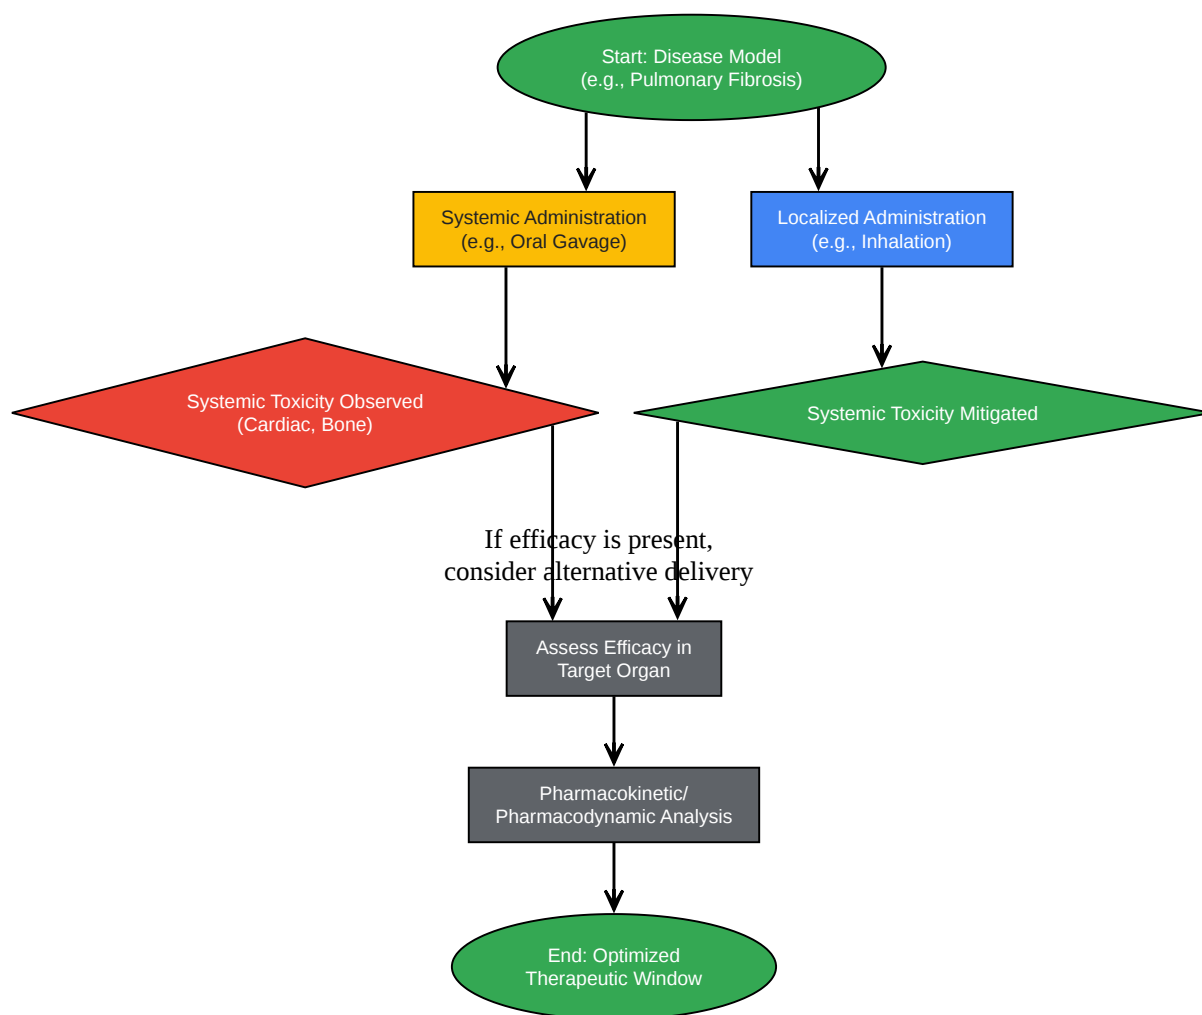 Start: Disease Model
(e.g., Pulmonary Fibrosis)
Systemic Administration
(e.g., Oral Gavage)
Localized Administration
(e.g., Inhalation)
Systemic Toxicity Observed
(Cardiac, Bone)
Systemic Toxicity Mitigated
If efficacy is present,
consider alternative delivery
Assess Efficacy in
Target Organ
Pharmacokinetic/
Pharmacodynamic Analysis
End: Optimized
Therapeutic Window